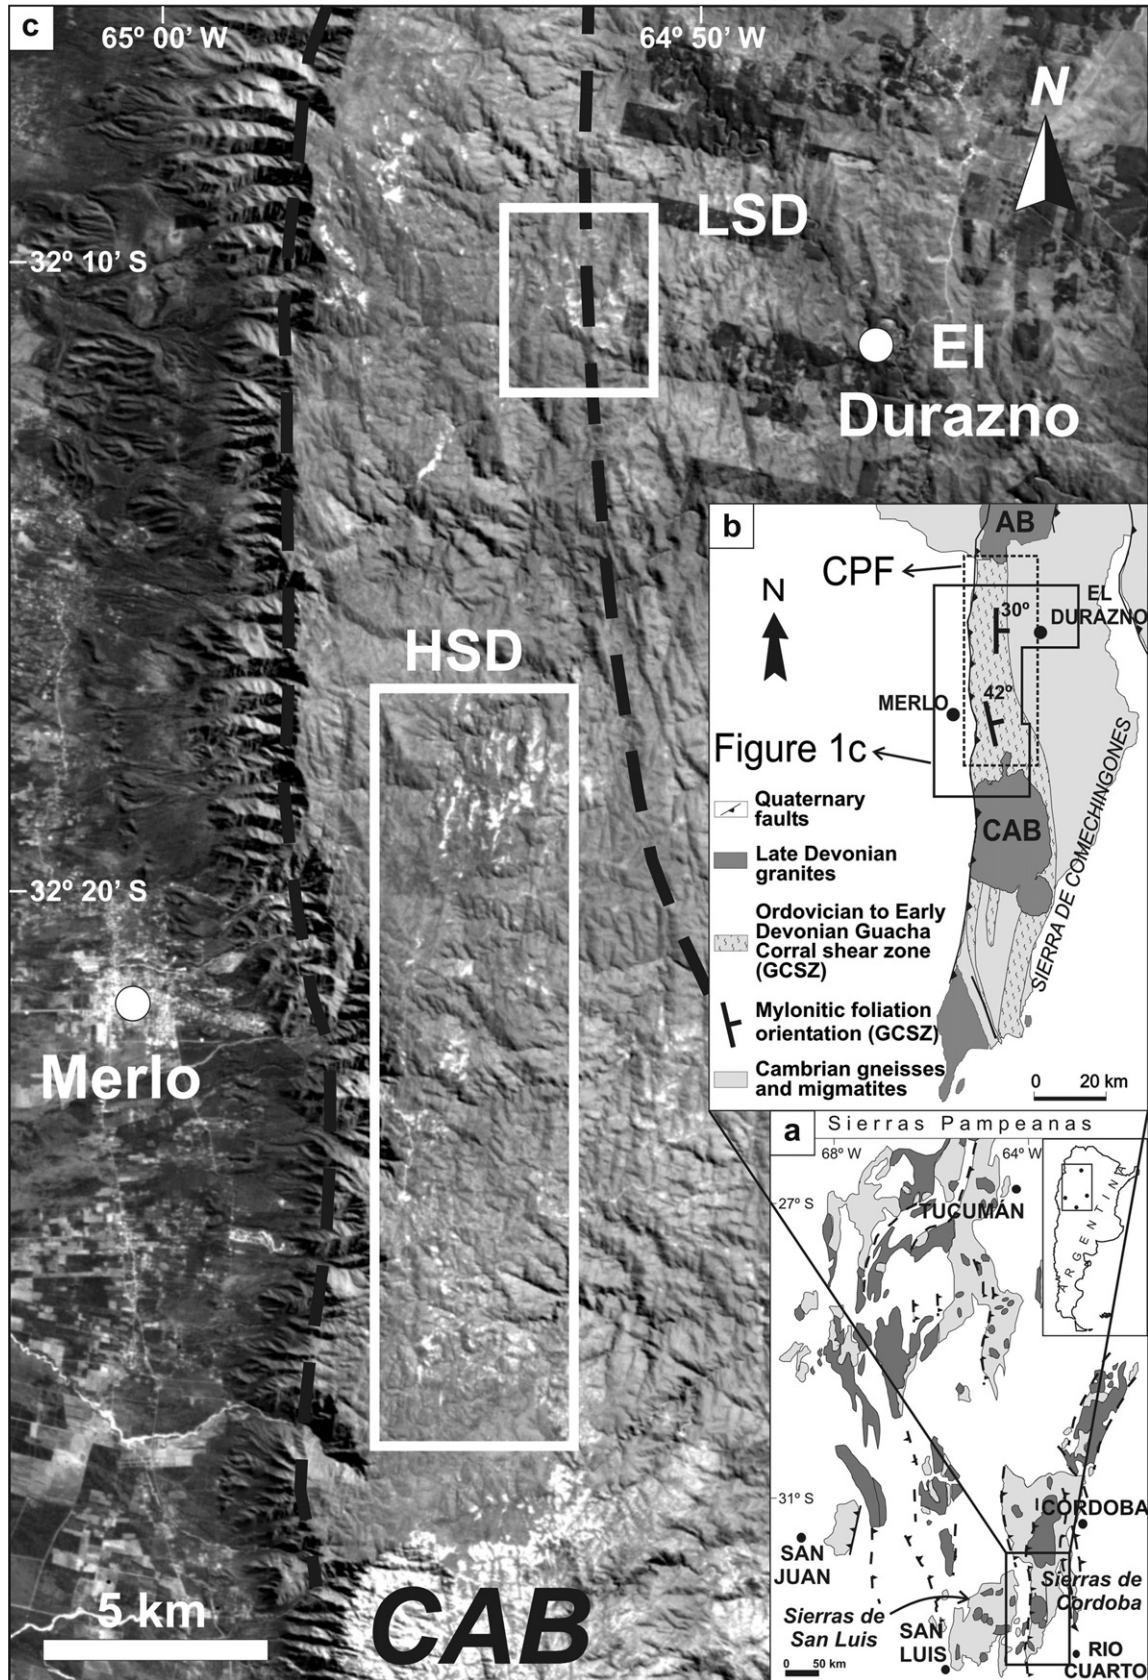 c
65º 00’ W
64º 50’ W
N
LSD
32º 10’ S
El
Durazno
HSD
32º 20’ S
Merlo
5 km
CAB
b
AB
CPF
N
30º
EL
DURAZNO
42º
MERLO
Figure 1c
CAB
SIERRA DE COMECHINGONES
Quaternary
faults
Late Devonian
granites
Ordovician to Early
Devonian Guacha
Corral shear zone
(GCSZ)
Mylonitic foliation
orientation (GCSZ)
Cambrian gneisses
and migmatites
0 20 km
a
Sierras Pampeanas
68º W
64º W
27º S
TUCUMÁN
ARGENTINA
31º S
CORDOBA
SAN
JUAN
Sierras de
Cordoba
Sierras de
San Luis
SAN
LUIS
RIO
CUARTO
0 50 km